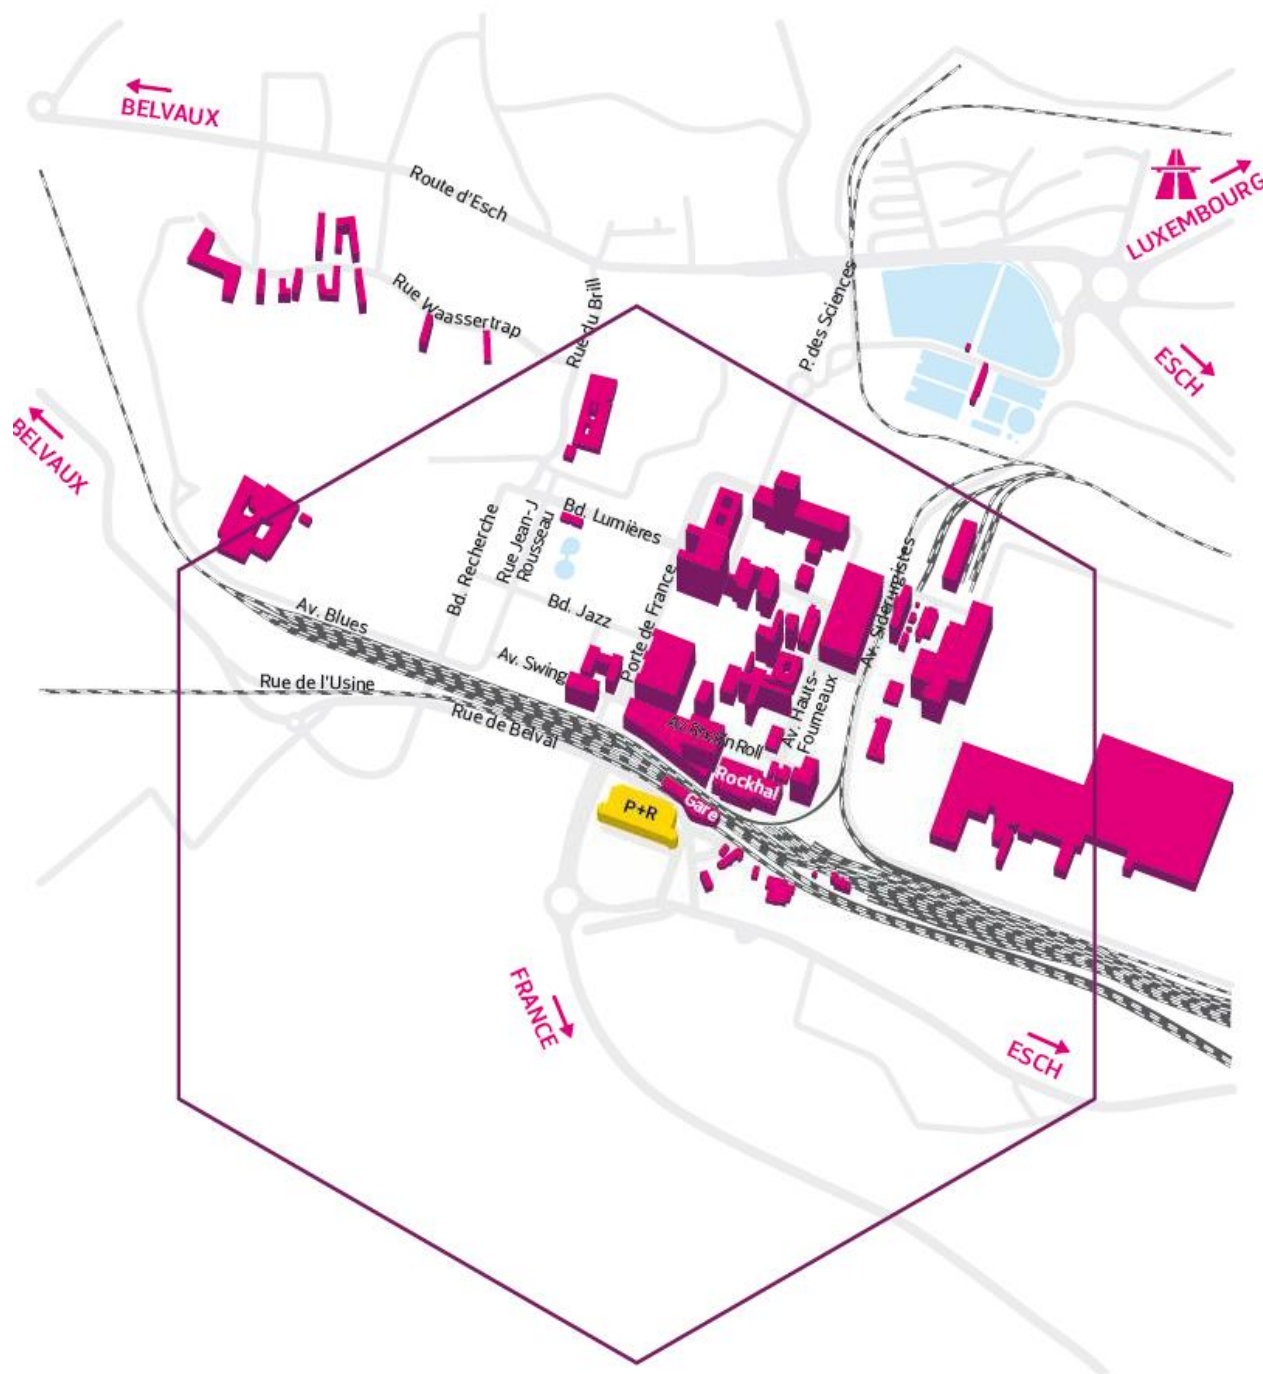 BELVAUX
Route d'Esch
LUXEMBOURG
Rue Waassertrap
Rue du Brill
P. des Sciences
ESCH
BELVAUX
Bd. Lumières
Bd. Recherche
Rue Jean-J
Rousseau
Av. Sidérurgistes
Porte de France
Bd. Jazz
Av. Blues
Av. Swing
Rue de l'Usine
Rue de Belval
Av. Hauts-
Fourneaux
Roll
Rockhal
Gare
P+R
FRANCE
ESCH